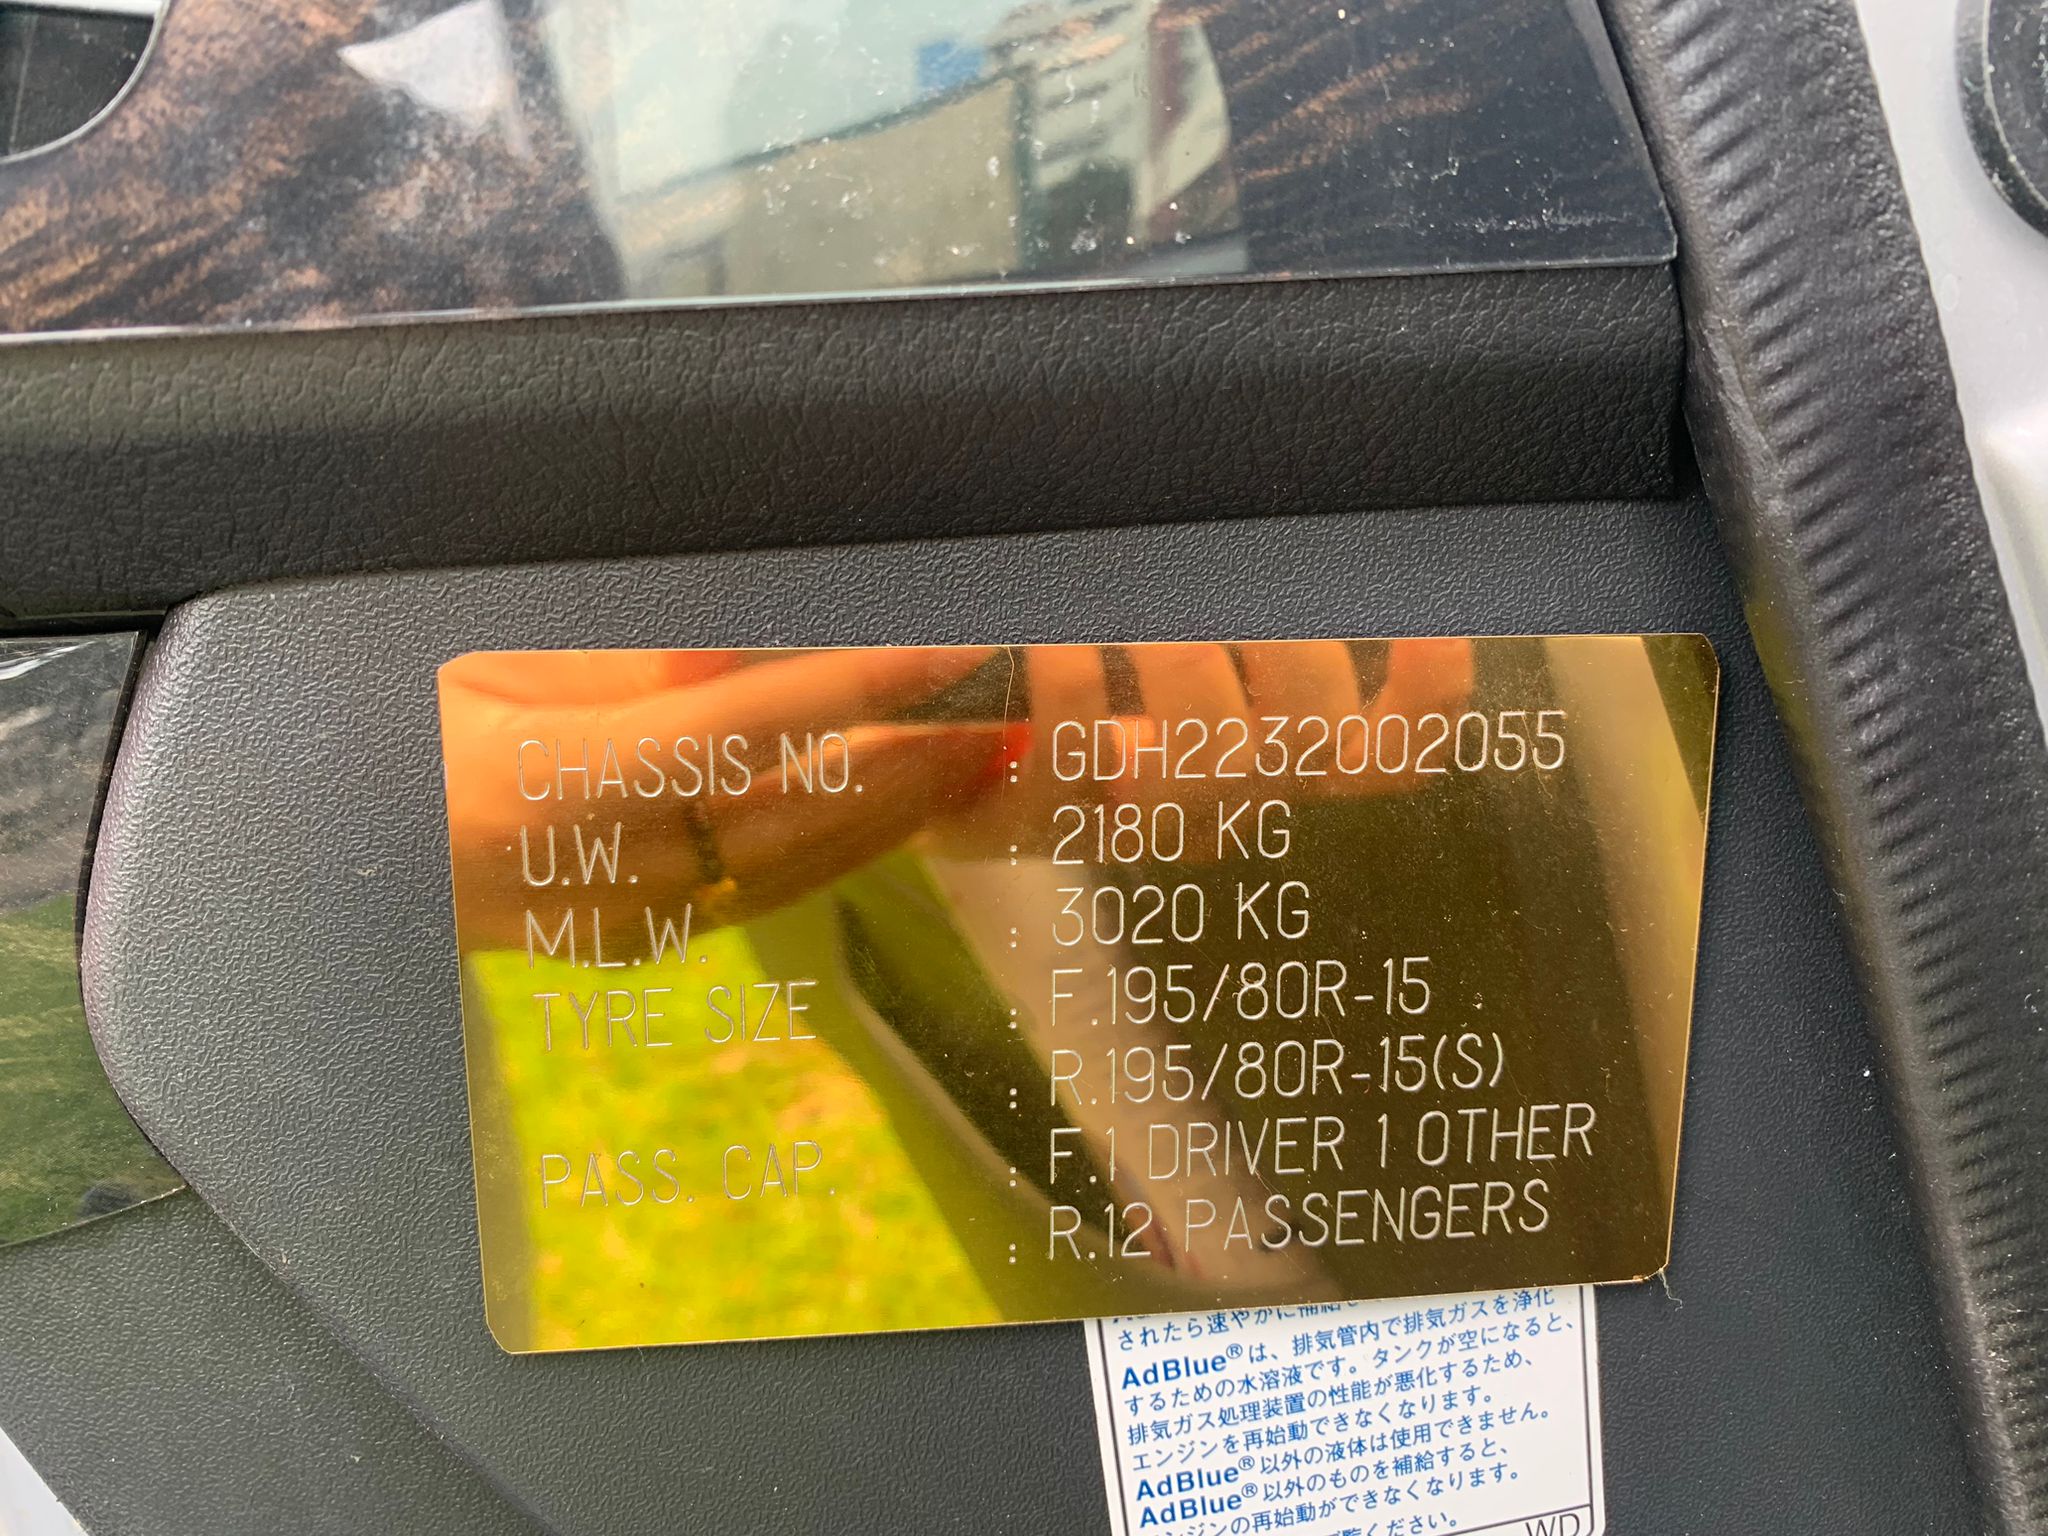 CHASSIS NO. : GDH2232002055
U.W. : 2180 KG
M.L.W. : 3020 KG
TYRE SIZE : F.195/80R-15
: R.195/80R-15(S)
PASS. CAP. : F.1 DRIVER 1 OTHER
: R.12 PASSENGERS
されたら速やかに補給し
AdBlue®は、排気管内で排気ガスを浄化
するための水溶液です。タンクが空になると、
排気ガス処理装置の性能が悪化するため、
エンジンを再始動できなくなります。
AdBlue®以外の液体は使用できません。
AdBlue®以外のものを補給すると、
エンジンの再始動ができなくなります。
ご覧ください。
WD